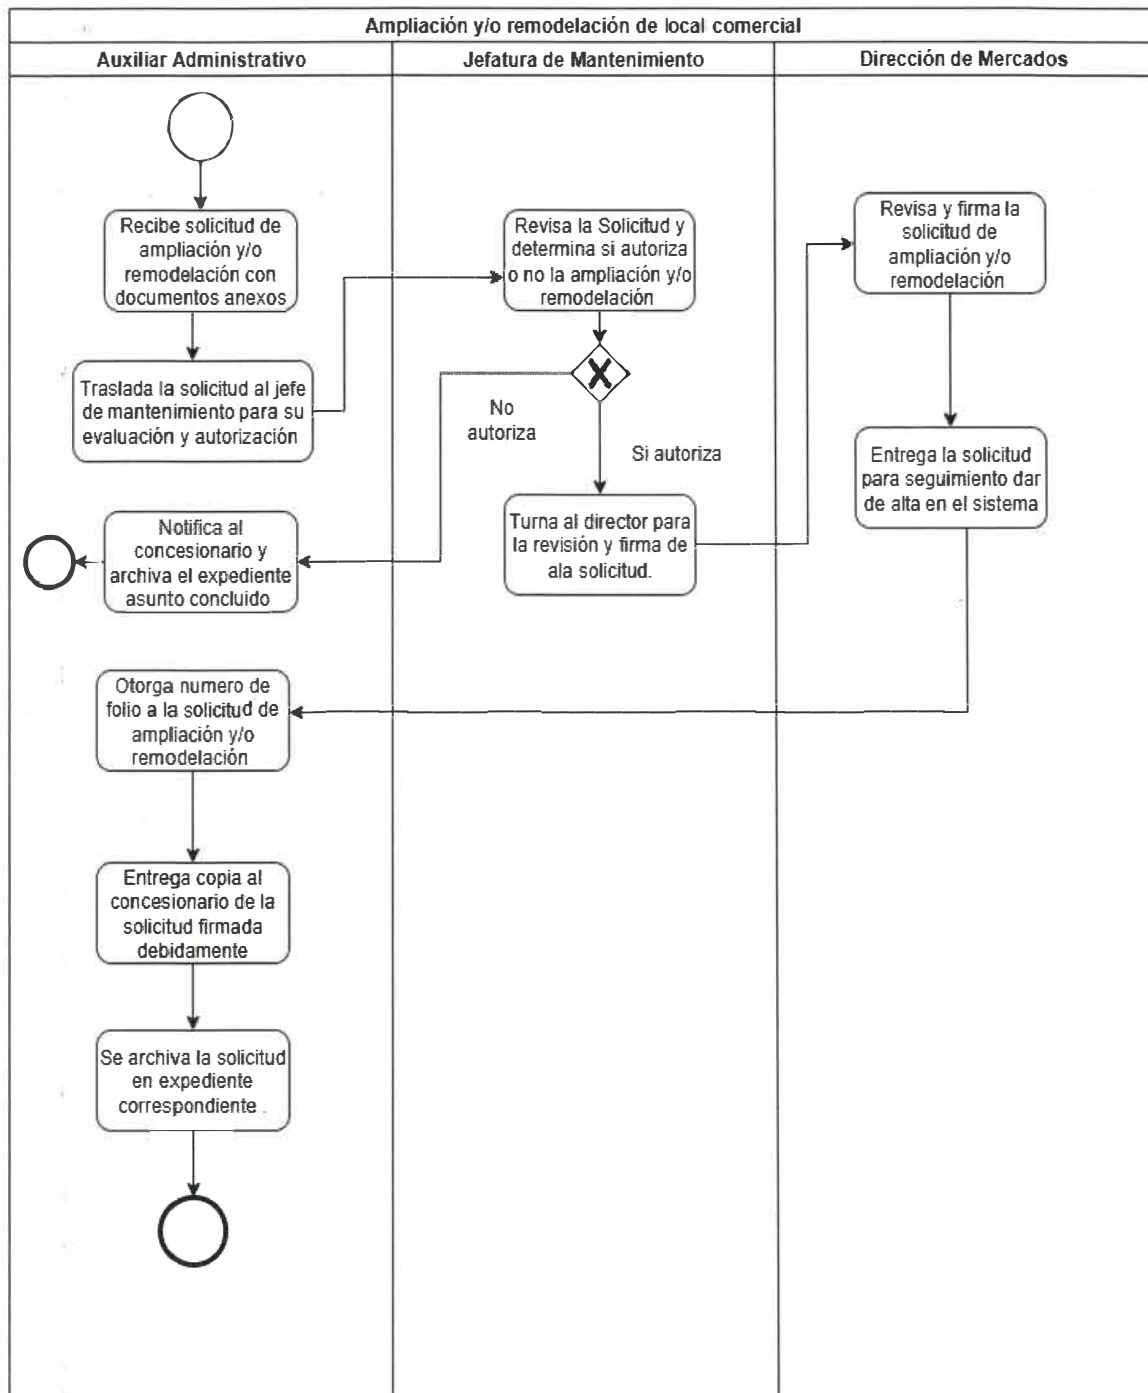 Ampliación y/o remodelación de local comercial
Auxiliar Administrativo
Jefatura de Mantenimiento
Dirección de Mercados
Recibe solicitud de
ampliación y/o
remodelación con
documentos anexos
Revisa la Solicitud y
determina si autoriza
o no la ampliación y/o
remodelación
Revisa y firma la
solicitud de
ampliación y/o
remodelación
Traslada la solicitud al jefe
de mantenimiento para su
evaluación y autorización
No
autoriza
Si autoriza
Entrega la solicitud
para seguimiento dar
de alta en el sistema
Notifica al
concesionario y
archiva el expediente
asunto concluido
Turna al director para
la revisión y firma de
ala solicitud.
Otorga numero de
folio a la solicitud de
ampliación y/o
remodelación
Entrega copia al
concesionario de la
solicitud firmada
debidamente
Se archiva la solicitud
en expediente
correspondiente